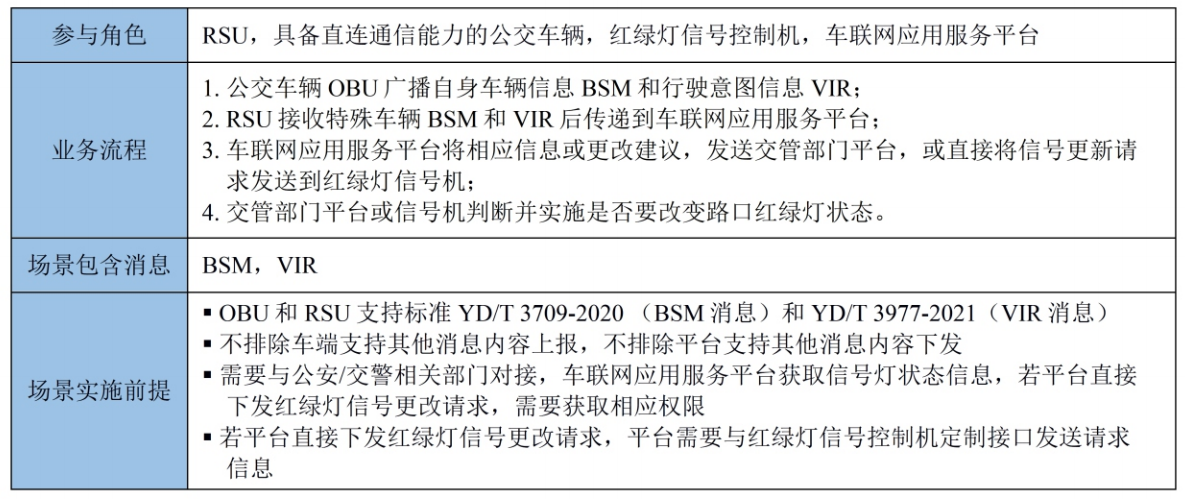 参与角色
RSU，具备直连通信能力的公交车辆，红绿灯信号控制机，车联网应用服务平台
业务流程
1. 公交车辆 OBU 广播自身车辆信息 BSM 和行驶意图信息 VIR；
2. RSU 接收特殊车辆 BSM 和 VIR 后传递到车联网应用服务平台；
3. 车联网应用服务平台将相应信息或更改建议，发送交管部门平台，或直接将信号更新请
求发送到红绿灯信号机；
4. 交管部门平台或信号机判断并实施是否要改变路口红绿灯状态。
场景包含消息
BSM，VIR
场景实施前提
▪ OBU 和 RSU 支持标准 YD/T 3709-2020 （BSM 消息）和 YD/T 3977-2021（VIR 消息）
▪ 不排除车端支持其他消息内容上报，不排除平台支持其他消息内容下发
▪ 需要与公安/交警相关部门对接，车联网应用服务平台获取信号灯状态信息，若平台直接
下发红绿灯信号更改请求，需要获取相应权限
▪ 若平台直接下发红绿灯信号更改请求，平台需要与红绿灯信号控制机定制接口发送请求
信息